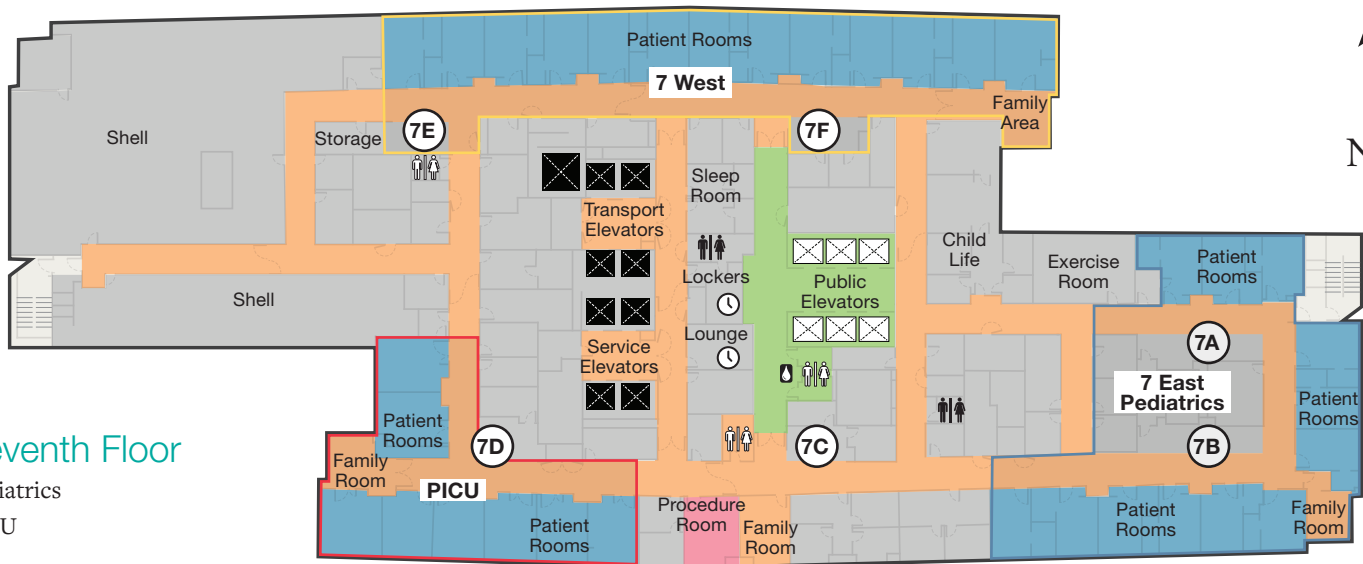 Patient Rooms
7 West
Family
Area
N
Shell
Storage
7E
7F
Sleep
Room
Transport
Elevators
Child
Life
Exercise
Room
Patient
Rooms
Lockers
Public
Elevators
Shell
Lounge
Service
Elevators
7A
7 East
Pediatrics
Patient
Rooms
Patient
Rooms
7D
7C
7B
eventh Floor
iatrics
U
Family
Room
PICU
Patient
Rooms
Procedure
Room
Family
Room
Patient
Rooms
Family
Room